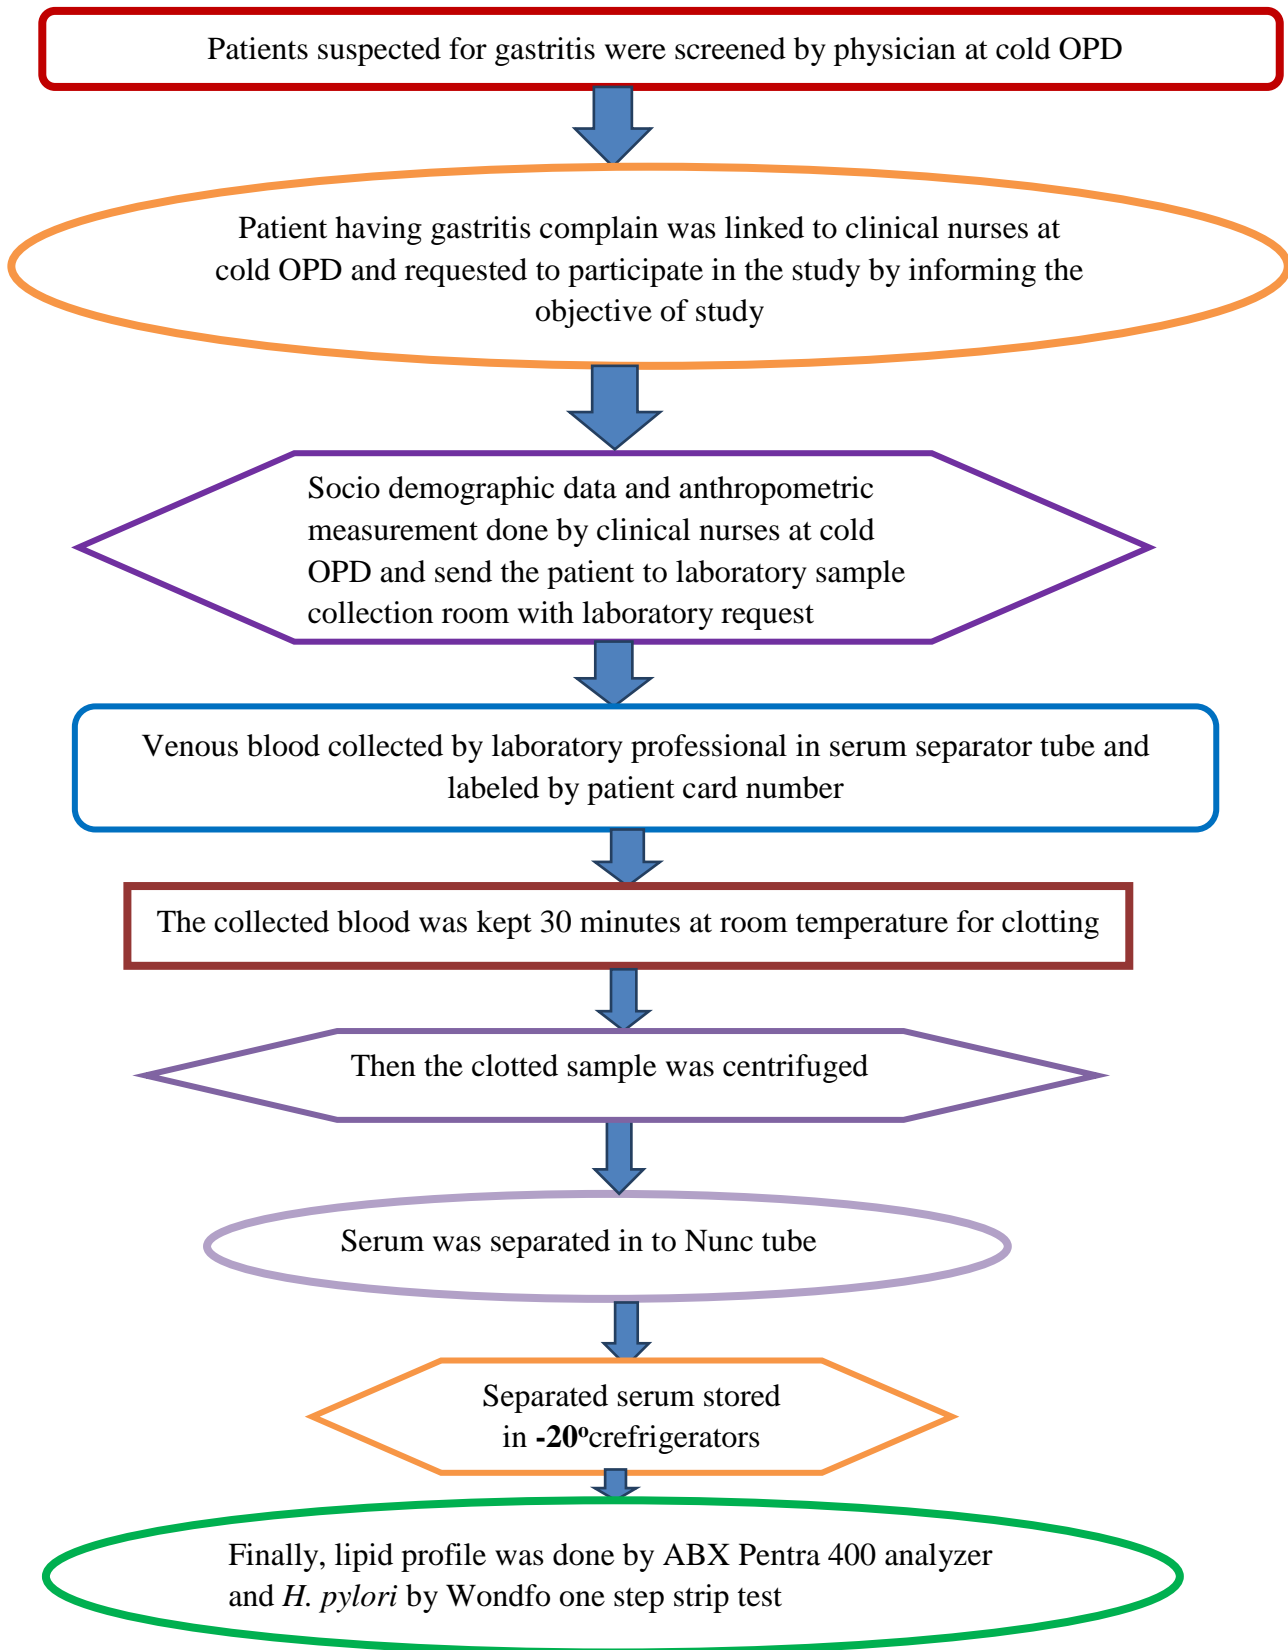 Patients suspected for gastritis were screened by physician at cold OPD
Patient having gastritis complain was linked to clinical nurses at
cold OPD and requested to participate in the study by informing the
objective of study
Socio demographic data and anthropometric
measurement done by clinical nurses at cold
OPD and send the patient to laboratory sample
collection room with laboratory request
Venous blood collected by laboratory professional in serum separator tube and
labeled by patient card number
The collected blood was kept 30 minutes at room temperature for clotting
Then the clotted sample was centrifuged
Serum was separated in to Nunc tube
Separated serum stored
in -20ºcrefrigerators
Finally, lipid profile was done by ABX Pentra 400 analyzer
and H. pylori by Wondfo one step strip test